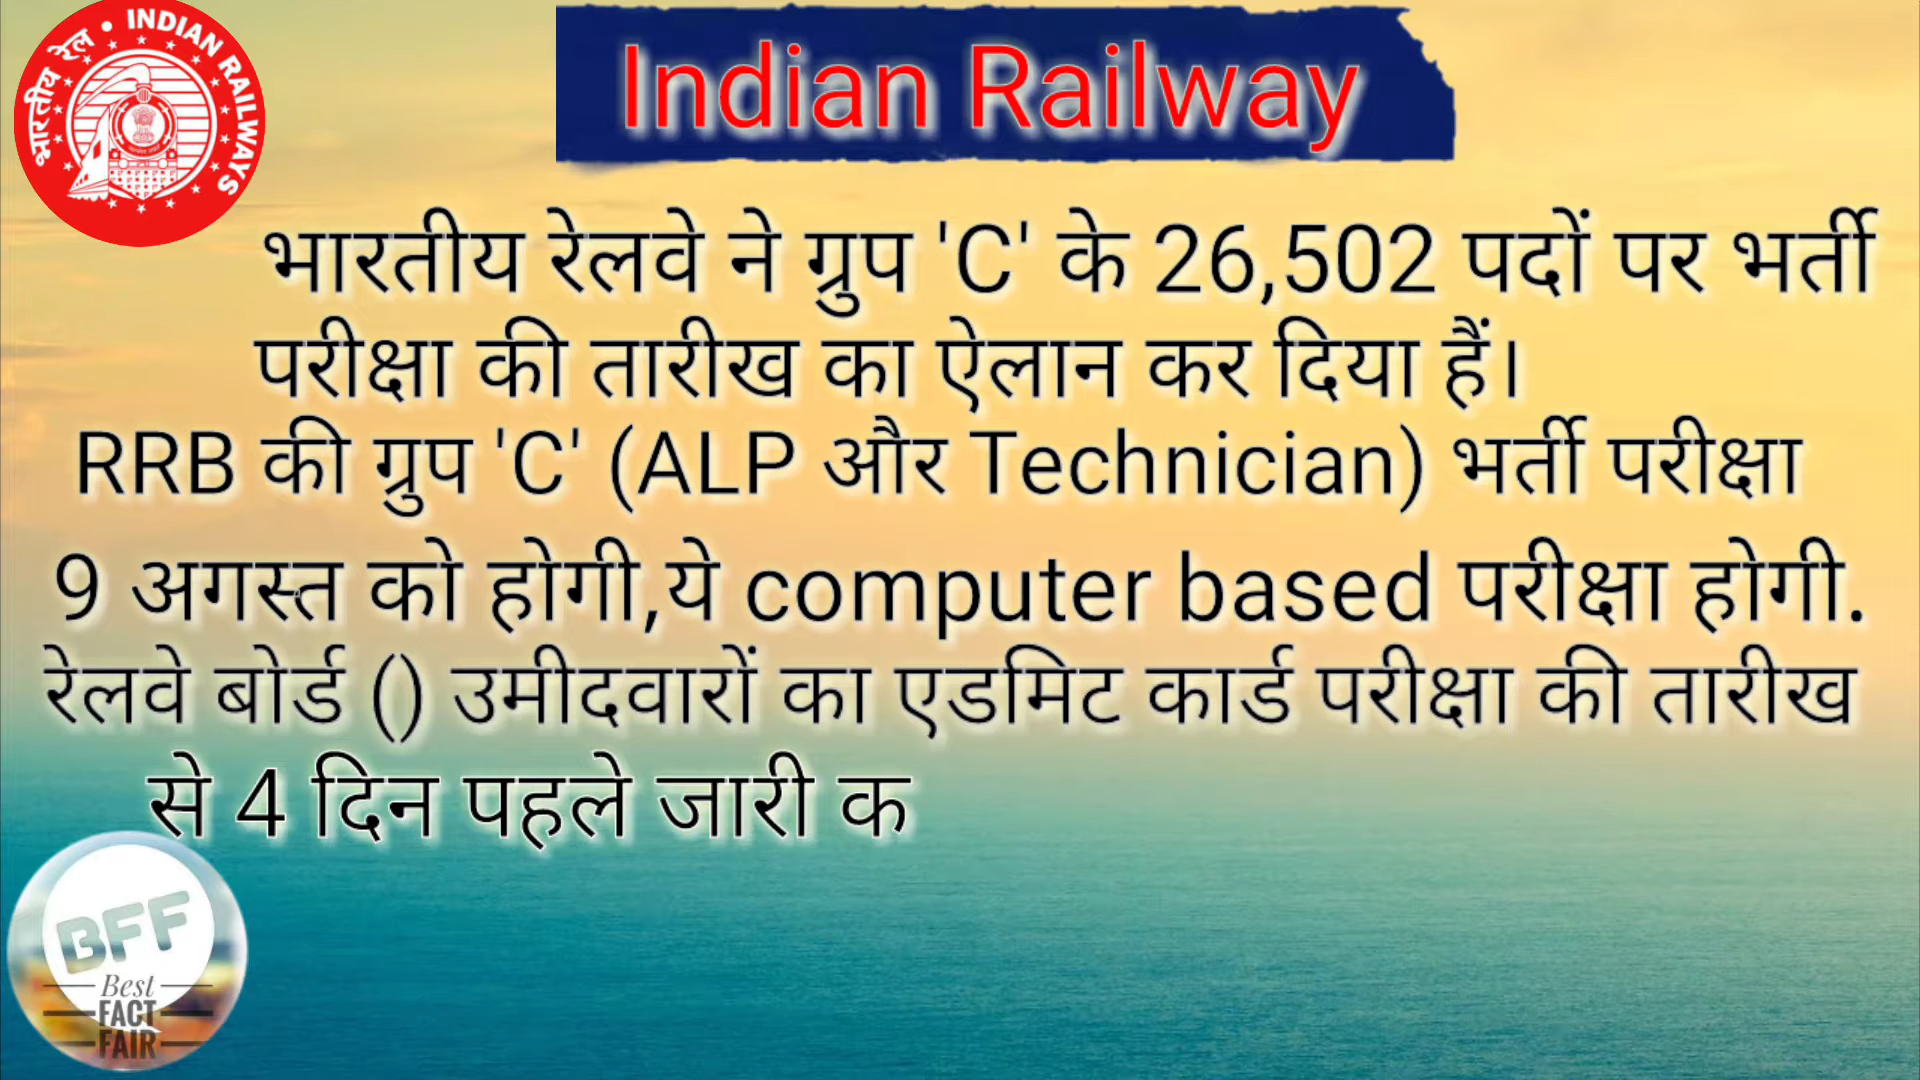 भारतीय रेल • INDIAN RAILWAYS
Indian Railway
भारतीय रेलवे ने ग्रुप 'C' के 26,502 पदों पर भर्ती
परीक्षा की तारीख का ऐलान कर दिया हैं।
RRB की ग्रुप 'C' (ALP और Technician) भर्ती परीक्षा
9 अगस्त को होगी,ये computer based परीक्षा होगी.
रेलवे बोर्ड () उमीदवारों का एडमिट कार्ड परीक्षा की तारीख
से 4 दिन पहले जारी क
BFF
Best
FACT
FAIR